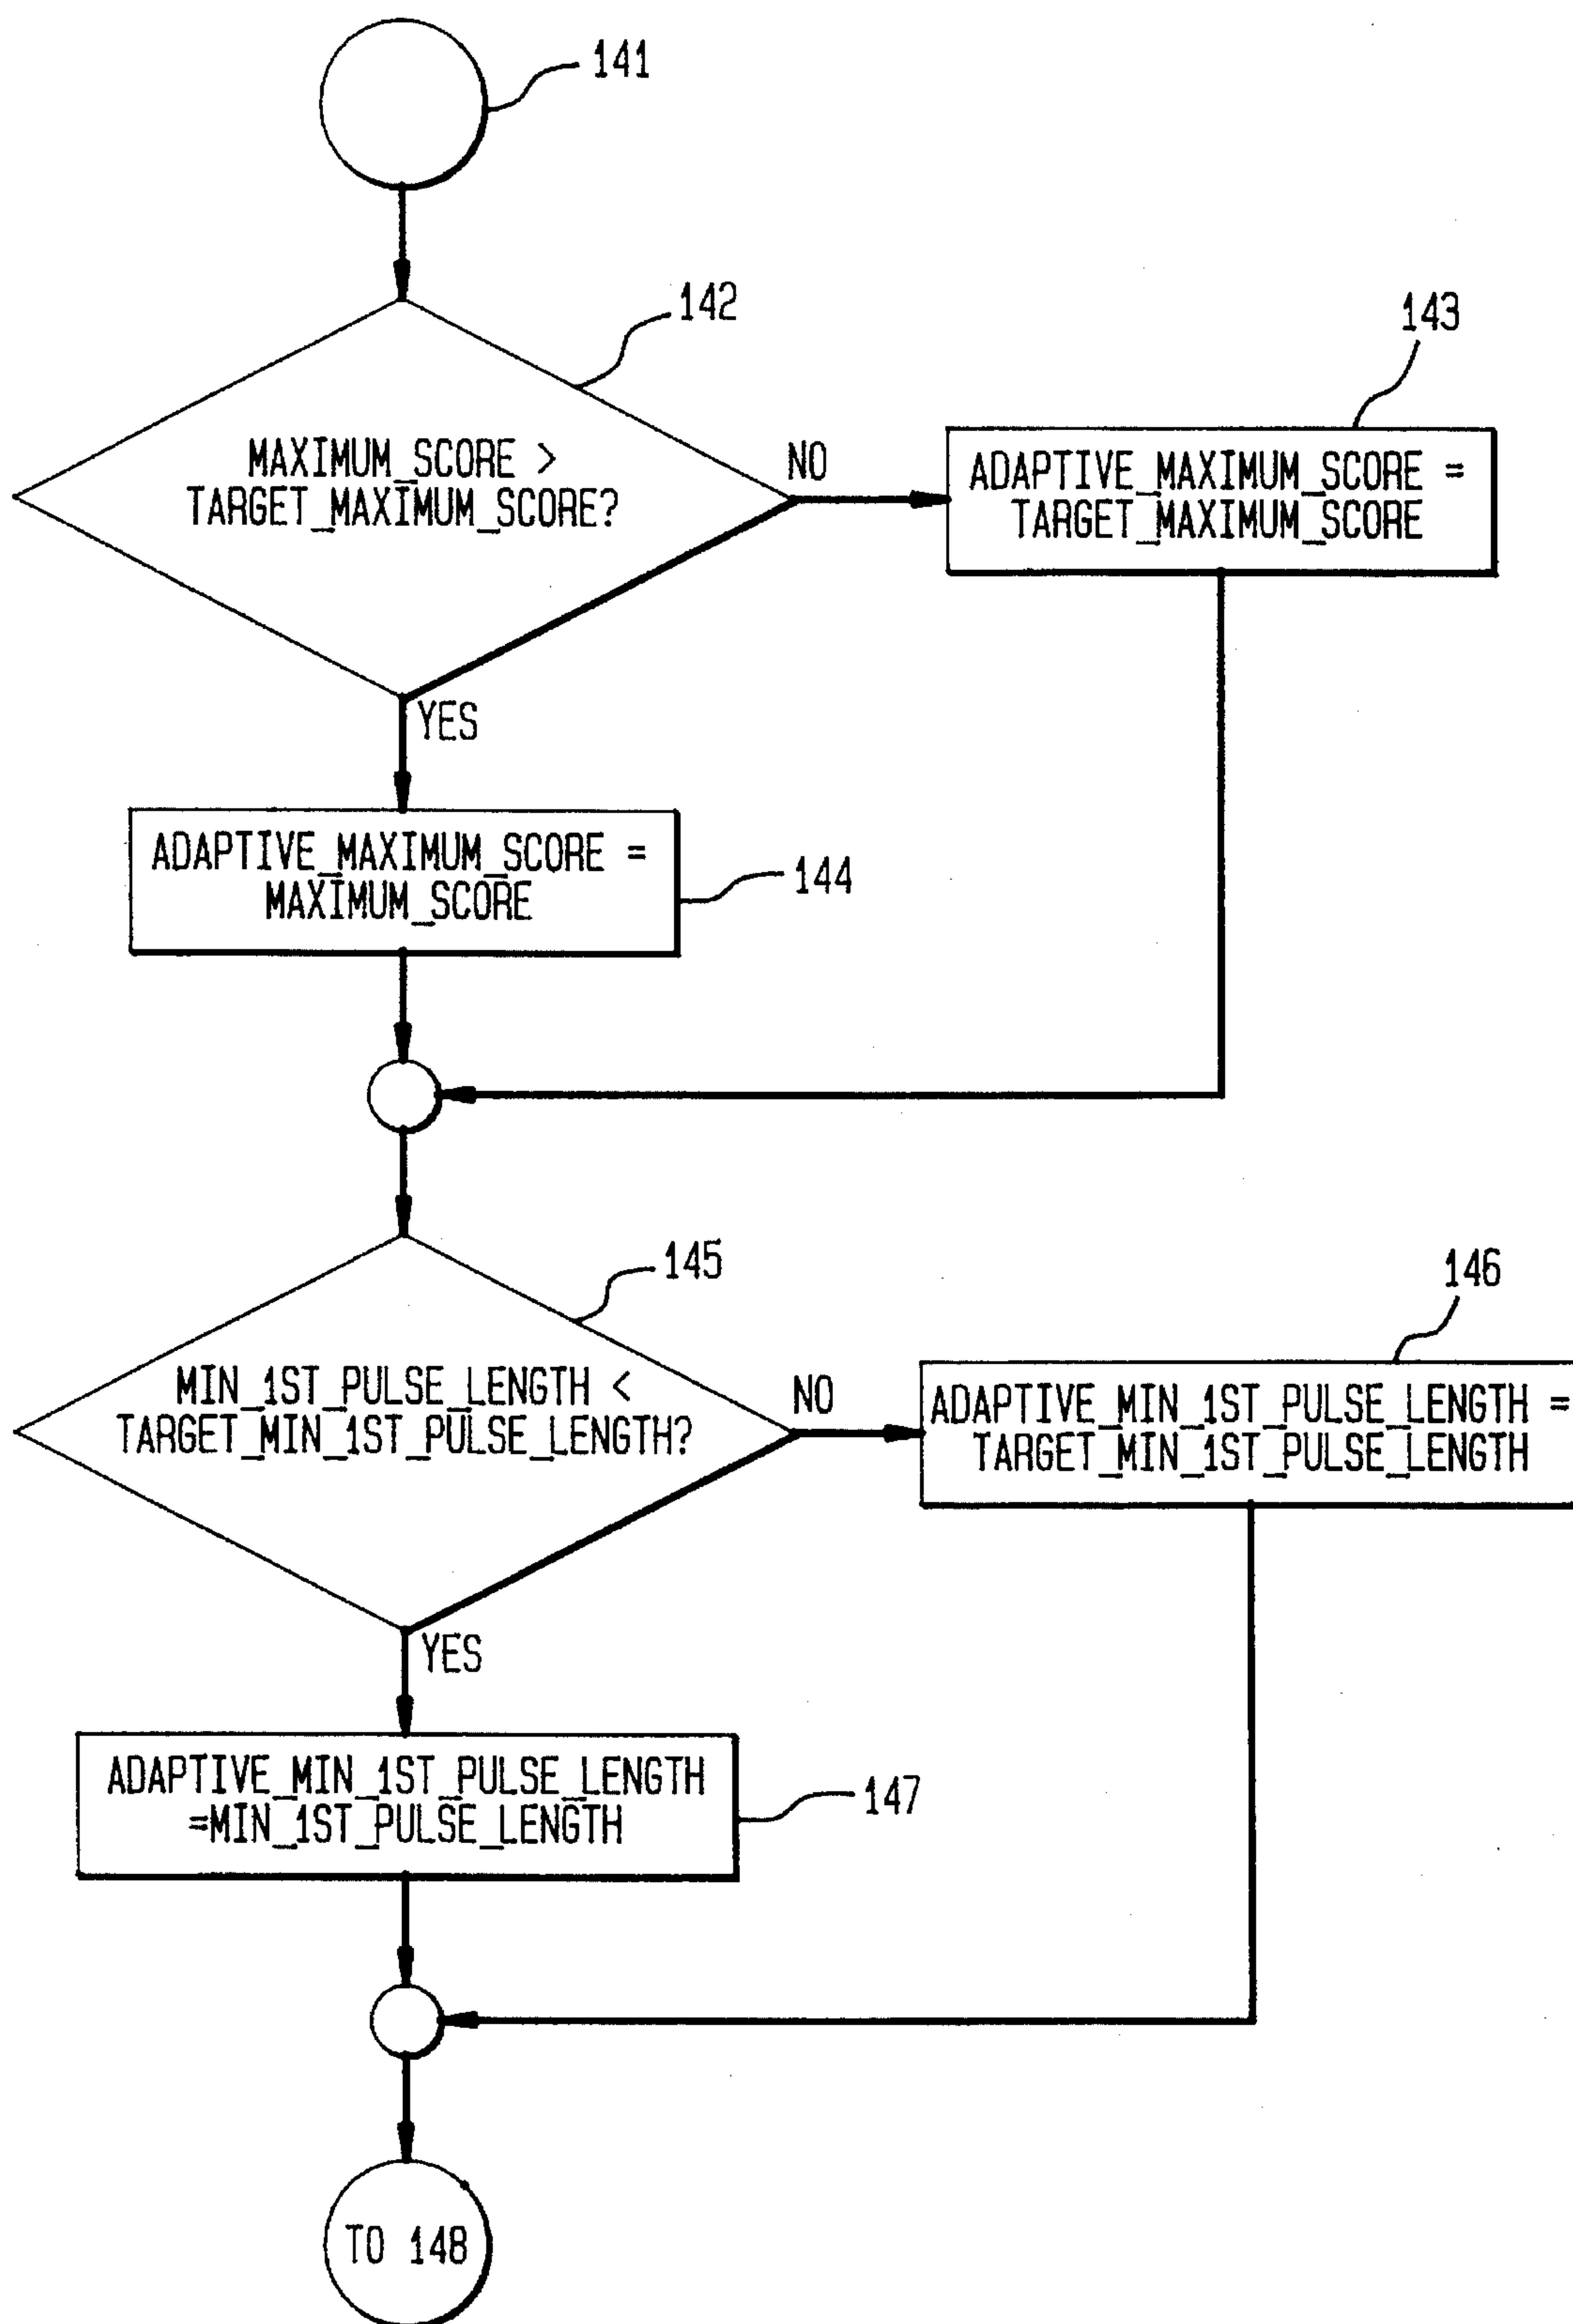 141
142
MAXIMUM_SCORE >
TARGET_MAXIMUM_SCORE?
NO
143
ADAPTIVE_MAXIMUM_SCORE =
TARGET_MAXIMUM_SCORE
YES
ADAPTIVE_MAXIMUM_SCORE =
MAXIMUM_SCORE
144
145
MIN_1ST_PULSE_LENGTH <
TARGET_MIN_1ST_PULSE_LENGTH?
NO
146
ADAPTIVE_MIN_1ST_PULSE_LENGTH =
TARGET_MIN_1ST_PULSE_LENGTH
YES
ADAPTIVE_MIN_1ST_PULSE_LENGTH
=MIN_1ST_PULSE_LENGTH
147
TO 148